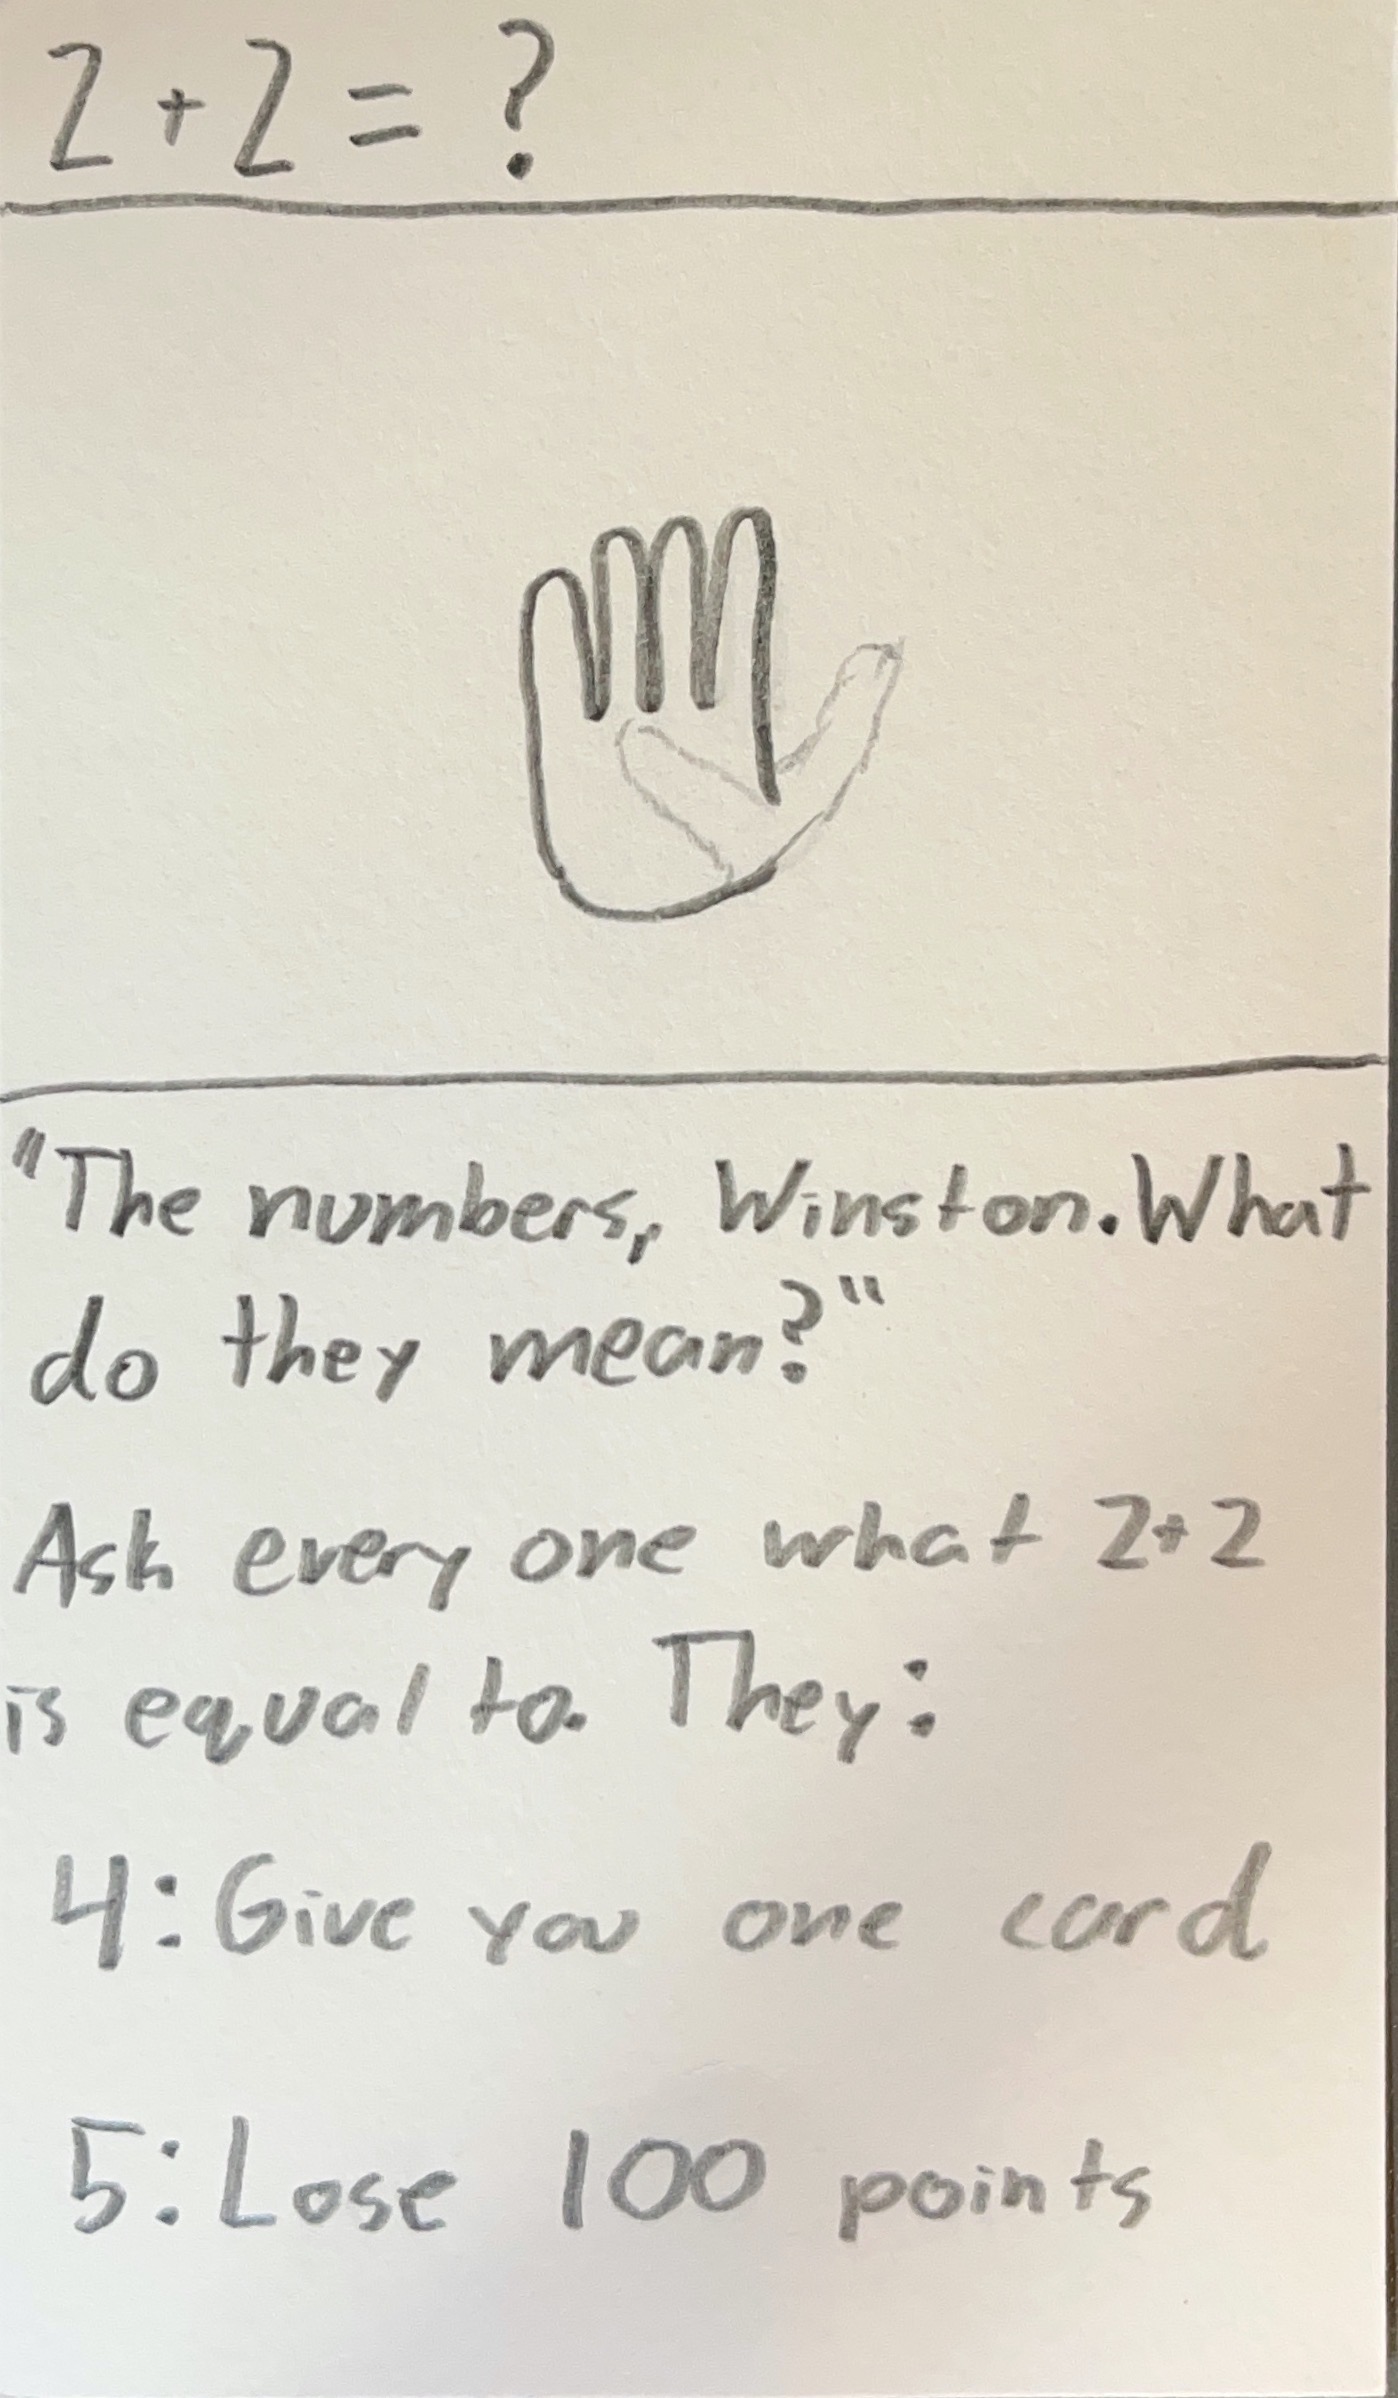 2+2=?
"The numbers, Winston. What
do they mean?"
Ask every one what 2+2
is equal to. They:
4: Give you one card
5: Lose 100 points